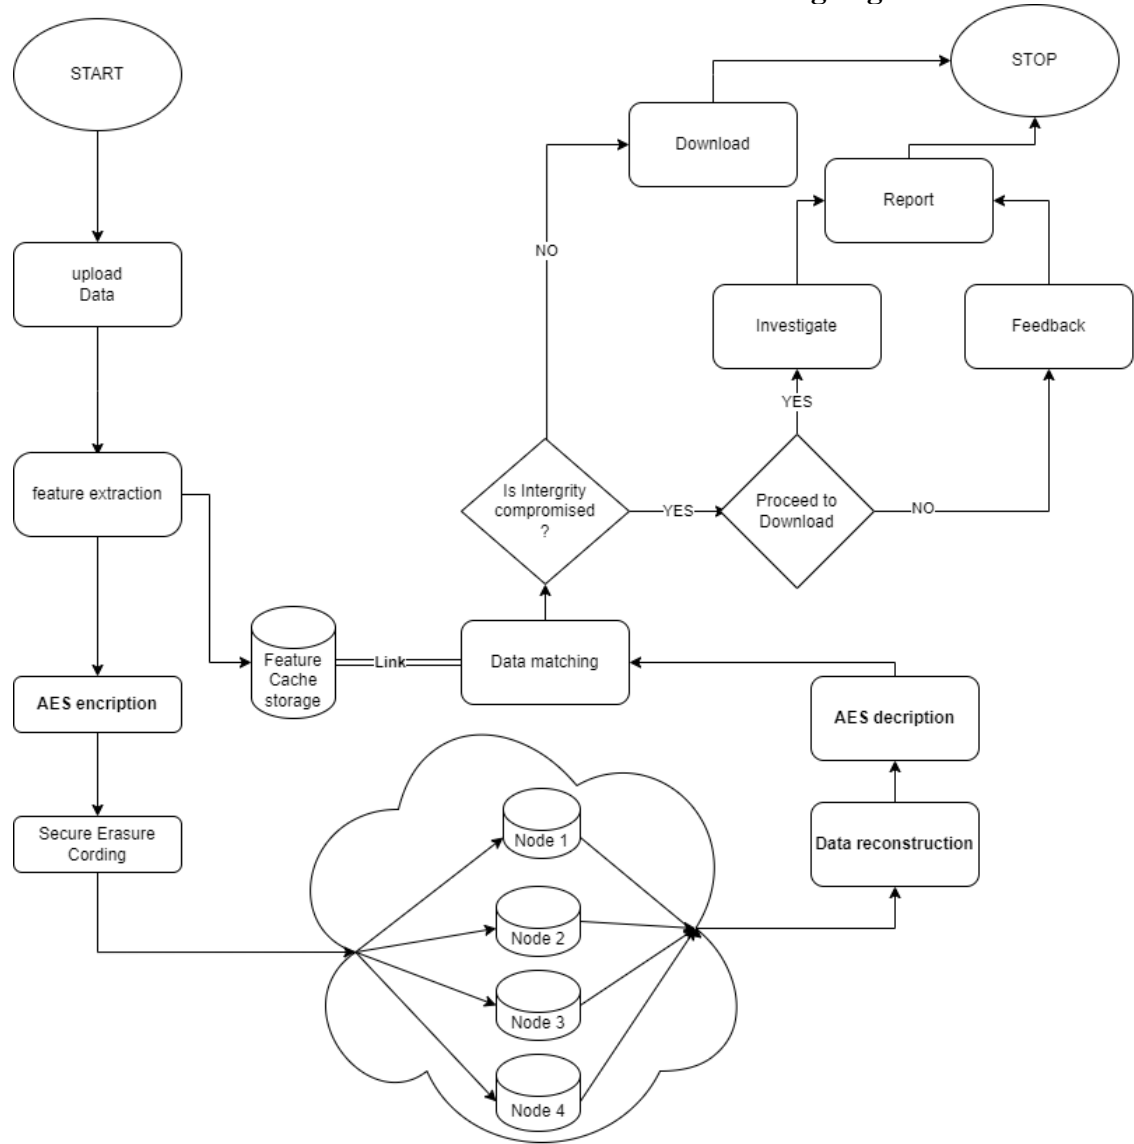 START
upload
Data
feature extraction
AES encription
Secure Erasure
Cording
Feature
Cache
storage
Link
Data matching
Node 1
Node 2
Node 3
Node 4
Data reconstruction
AES decription
Is Intergrity
compromised
?
NO
YES
Download
Proceed to
Download
YES
NO
Investigate
Feedback
Report
STOP